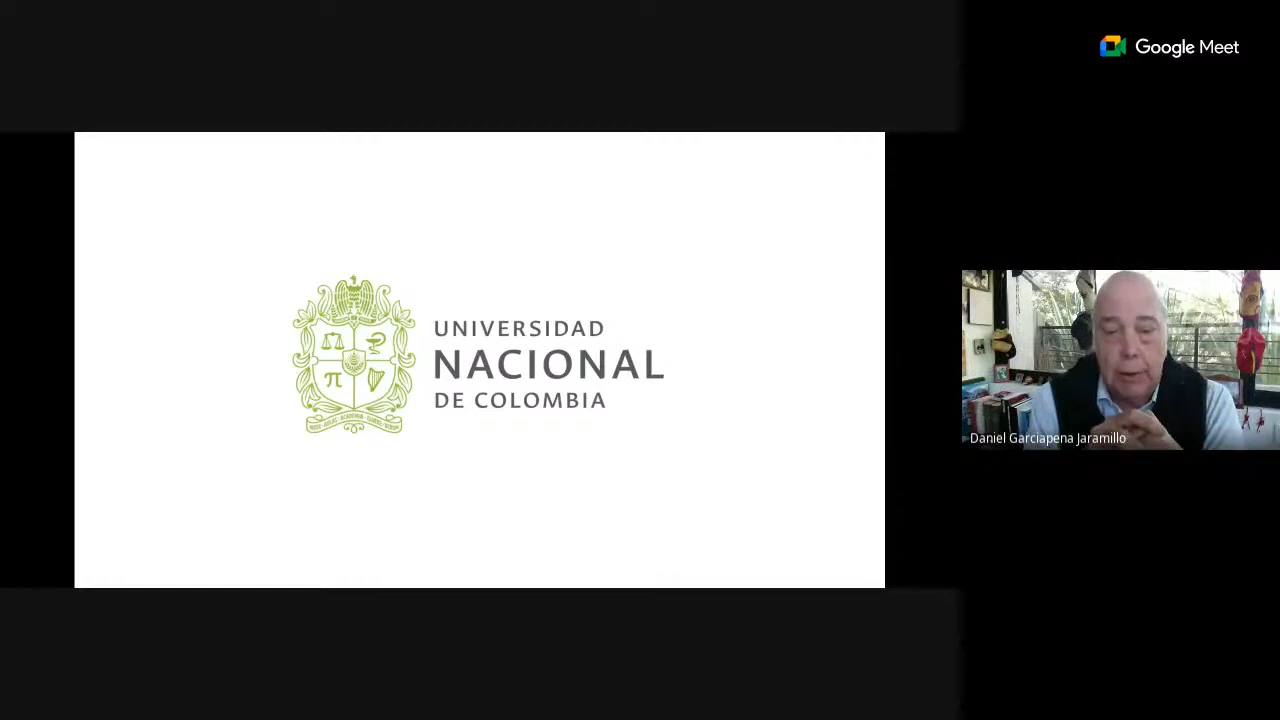 Google Meet
UNIVERSIDAD
NACIONAL
DE COLOMBIA
Daniel Garciapena Jaramillo